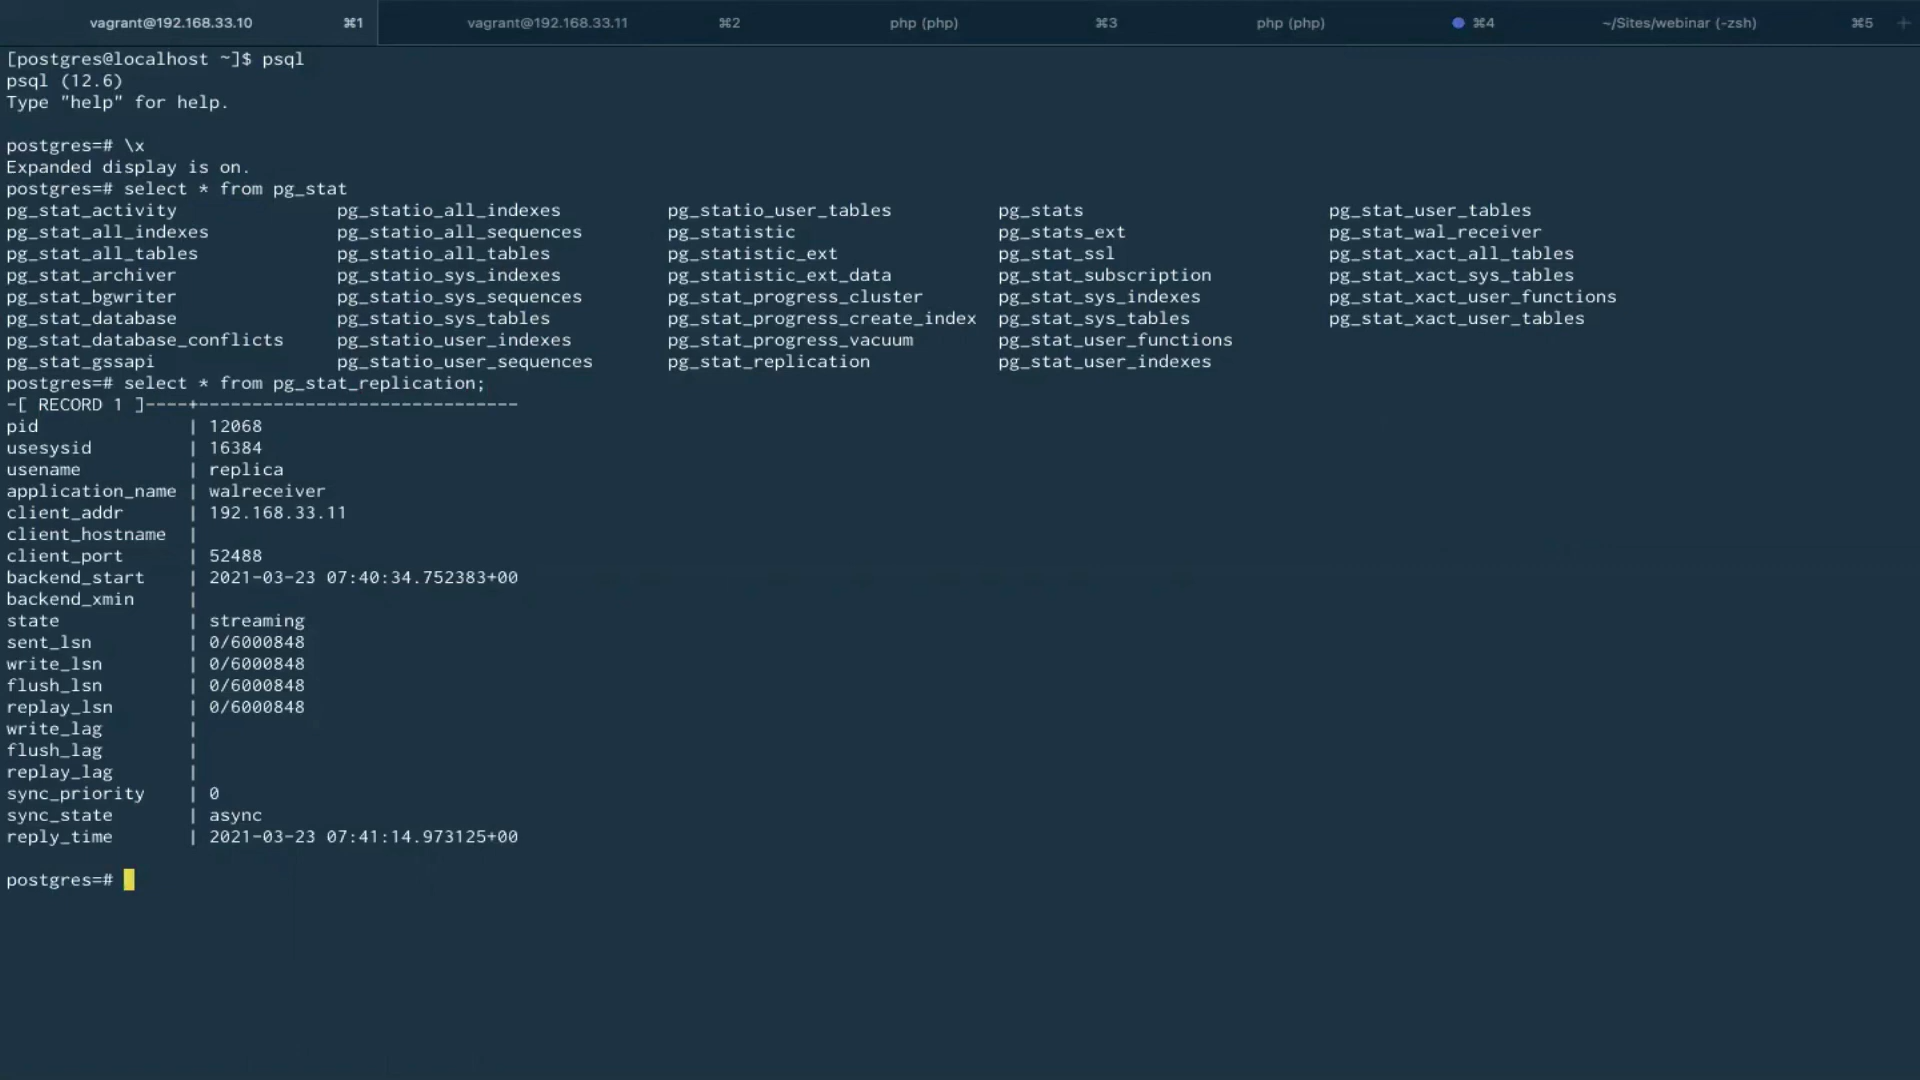 vagrant@192.168.33.10 ⌘1 vagrant@192.168.33.11 ⌘2 php (php) ⌘3 php (php) ⌘4 ~/Sites/webinar (-zsh) ⌘5 +
[postgres@localhost ~]$ psql
psql (12.6)
Type "help" for help.
postgres=# \x
Expanded display is on.
postgres=# select * from pg_stat
pg_stat_activity pg_statio_all_indexes pg_statio_user_tables pg_stats pg_stat_user_tables
pg_stat_all_indexes pg_statio_all_sequences pg_statistic pg_stats_ext pg_stat_wal_receiver
pg_stat_all_tables pg_statio_all_tables pg_statistic_ext pg_stat_ssl pg_stat_xact_all_tables
pg_stat_archiver pg_statio_sys_indexes pg_statistic_ext_data pg_stat_subscription pg_stat_xact_sys_tables
pg_stat_bgwriter pg_statio_sys_sequences pg_stat_progress_cluster pg_stat_sys_indexes pg_stat_xact_user_functions
pg_stat_database pg_statio_sys_tables pg_stat_progress_create_index pg_stat_sys_tables pg_stat_xact_user_tables
pg_stat_database_conflicts pg_statio_user_indexes pg_stat_progress_vacuum pg_stat_user_functions
pg_stat_gssapi pg_statio_user_sequences pg_stat_replication pg_stat_user_indexes
postgres=# select * from pg_stat_replication;
-[ RECORD 1 ]----+------------------------------
pid | 12068
usesysid | 16384
usename | replica
application_name | walreceiver
client_addr | 192.168.33.11
client_hostname |
client_port | 52488
backend_start | 2021-03-23 07:40:34.752383+00
backend_xmin |
state | streaming
sent_lsn | 0/6000848
write_lsn | 0/6000848
flush_lsn | 0/6000848
replay_lsn | 0/6000848
write_lag |
flush_lag |
replay_lag |
sync_priority | 0
sync_state | async
reply_time | 2021-03-23 07:41:14.973125+00
postgres=#